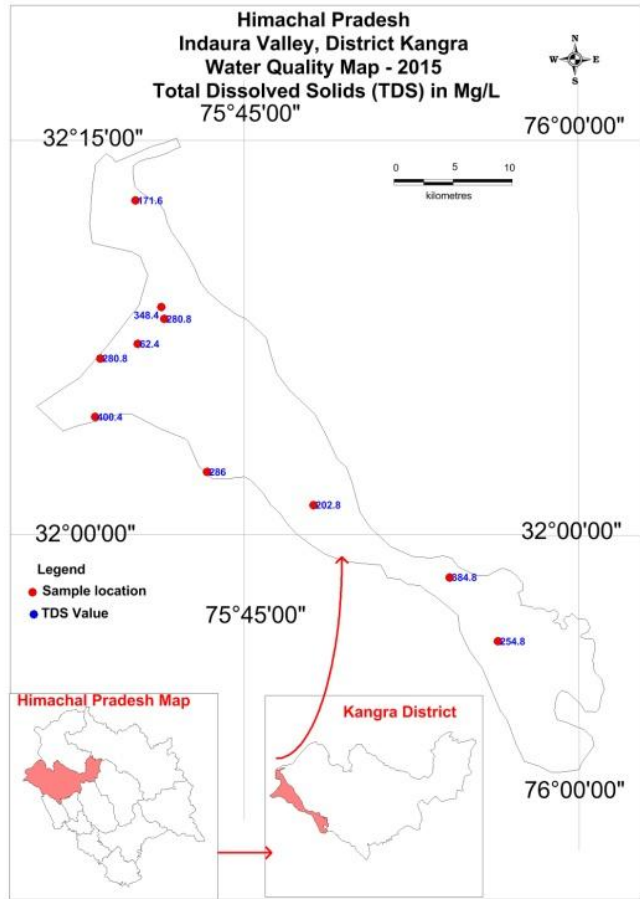 Himachal Pradesh
Indaura Valley, District Kangra
Water Quality Map - 2015
Total Dissolved Solids (TDS) in Mg/L
N
W E
S
75°45'00"
32°15'00"
76°00'00"
0 5 10
kilometres
171.6
348.4
280.8
62.4
280.8
400.4
286
202.8
32°00'00"
32°00'00"
Legend
Sample location
TDS Value
384.8
75°45'00"
254.8
Himachal Pradesh Map
Kangra District
76°00'00"